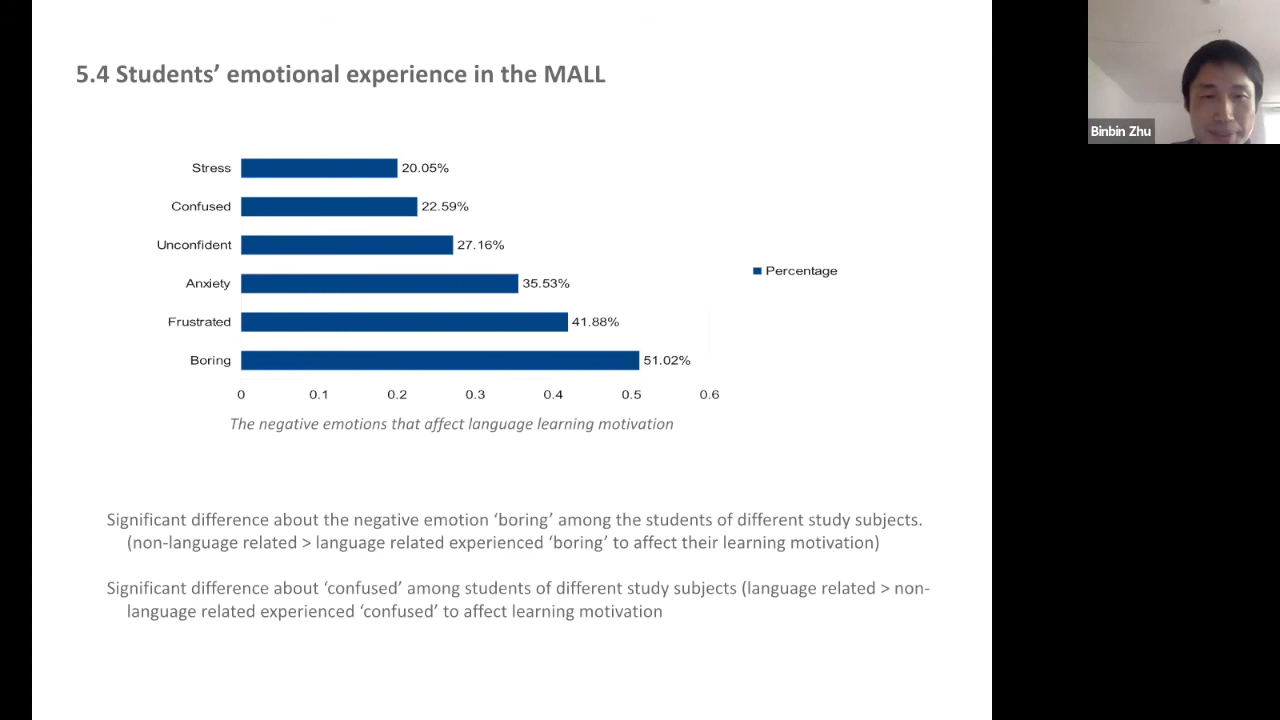 5.4 Students’ emotional experience in the MALL
Binbin Zhu
Stress 20.05%
Confused 22.59%
Unconfident 27.16%
Anxiety 35.53%
Frustrated 41.88%
Boring 51.02%
0 0.1 0.2 0.3 0.4 0.5 0.6
Percentage
The negative emotions that affect language learning motivation
Significant difference about the negative emotion ‘boring’ among the students of different study subjects.
(non-language related > language related experienced ‘boring’ to affect their learning motivation)
Significant difference about ‘confused’ among students of different study subjects (language related > non-
language related experienced ‘confused’ to affect learning motivation